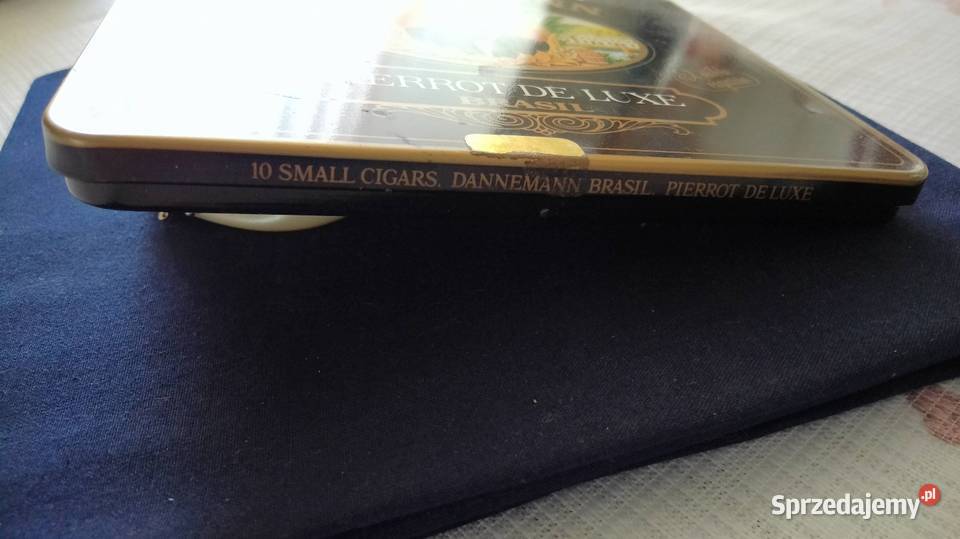 PIERROT DE LUXE
BRASIL
10 SMALL CIGARS. DANNEMANN BRASIL. PIERROT DE LUXE
Sprzedajemy.pl